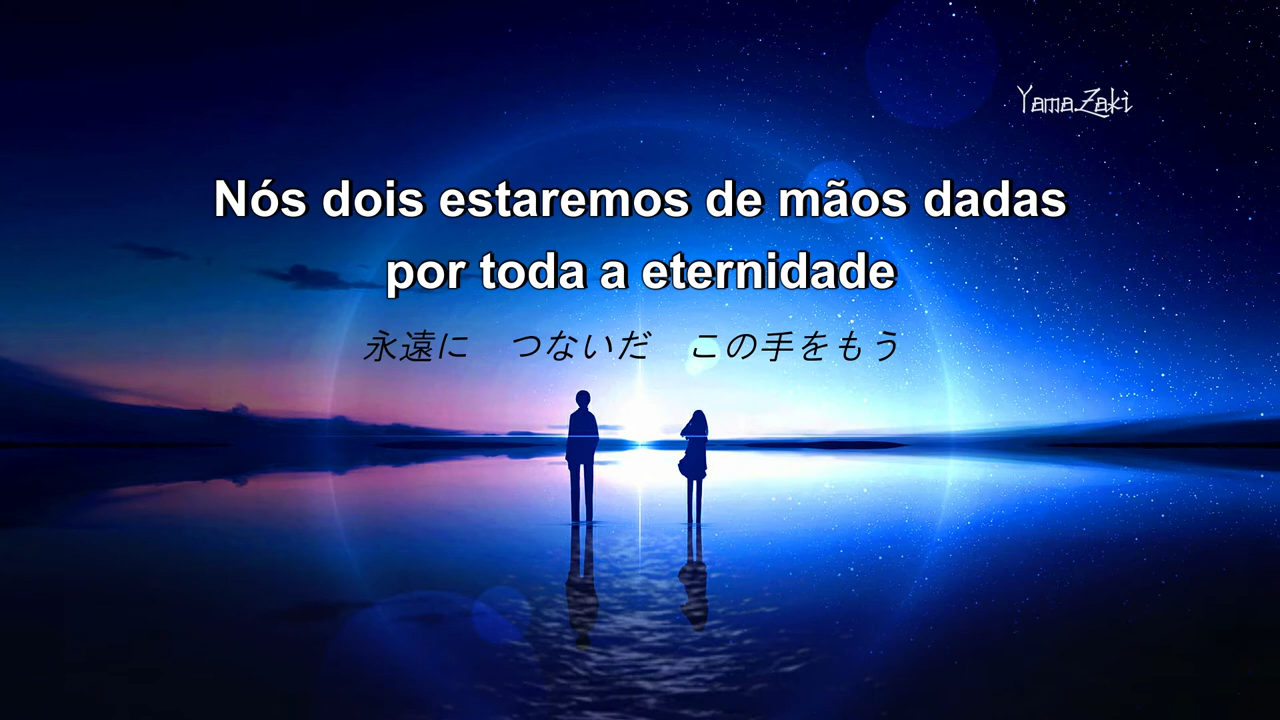 YamaZaki
Nós dois estaremos de mãos dadas
por toda a eternidade
永遠に　つないだ　この手をもう